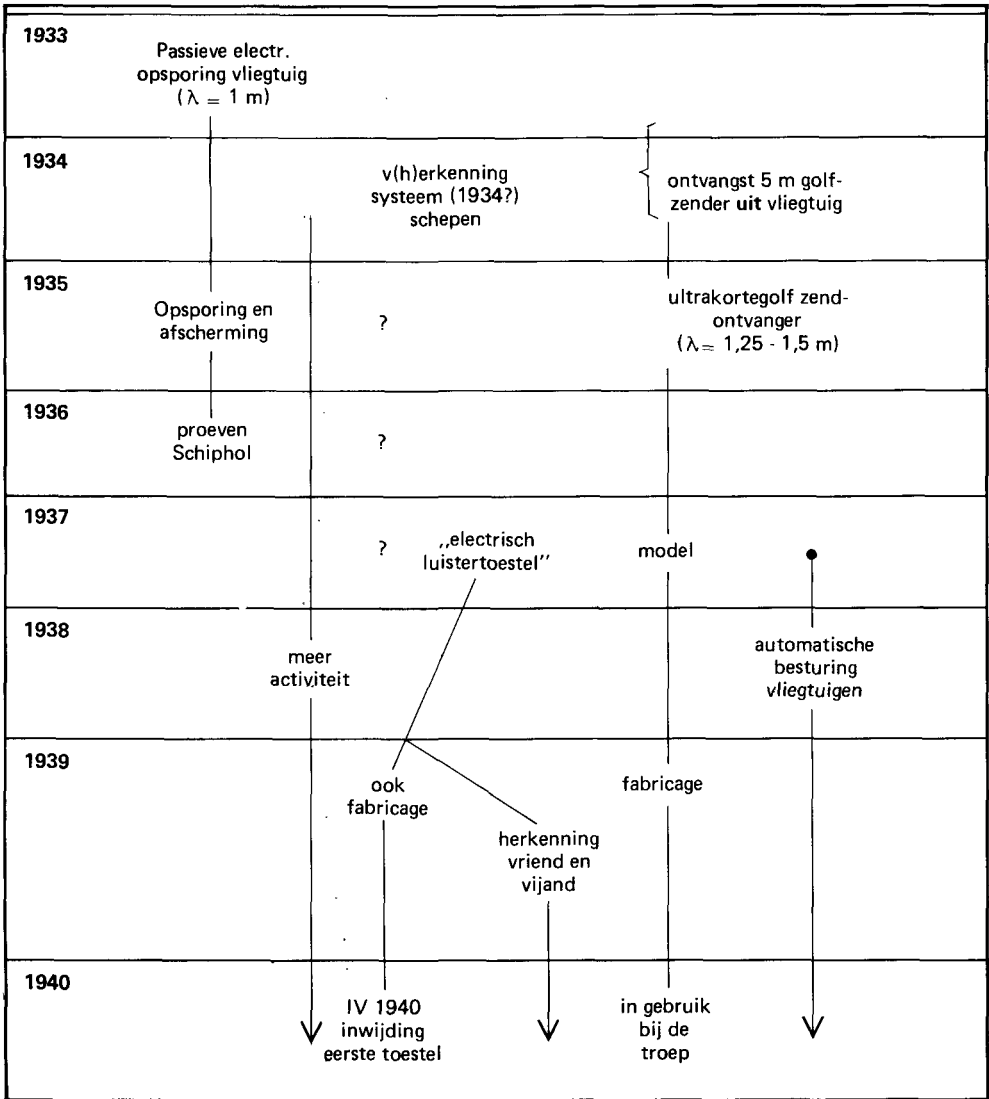 1933
Passieve electr.
opsporing vliegtuig
(λ = 1 m)
1934
v(h)erkenning
systeem (1934?)
schepen
ontvangst 5 m golf-
zender uit vliegtuig
1935
Opsporing en
afscherming
?
ultrakortegolf zend-
ontvanger
(λ = 1,25 - 1,5 m)
1936
proeven
Schiphol
?
1937
?
,,electrisch
luistertoestel''
model
1938
meer
activiteit
automatische
besturing
vliegtuigen
1939
ook
fabricage
herkenning
vriend en
vijand
fabricage
1940
IV 1940
inwijding
eerste toestel
in gebruik
bij de
troep